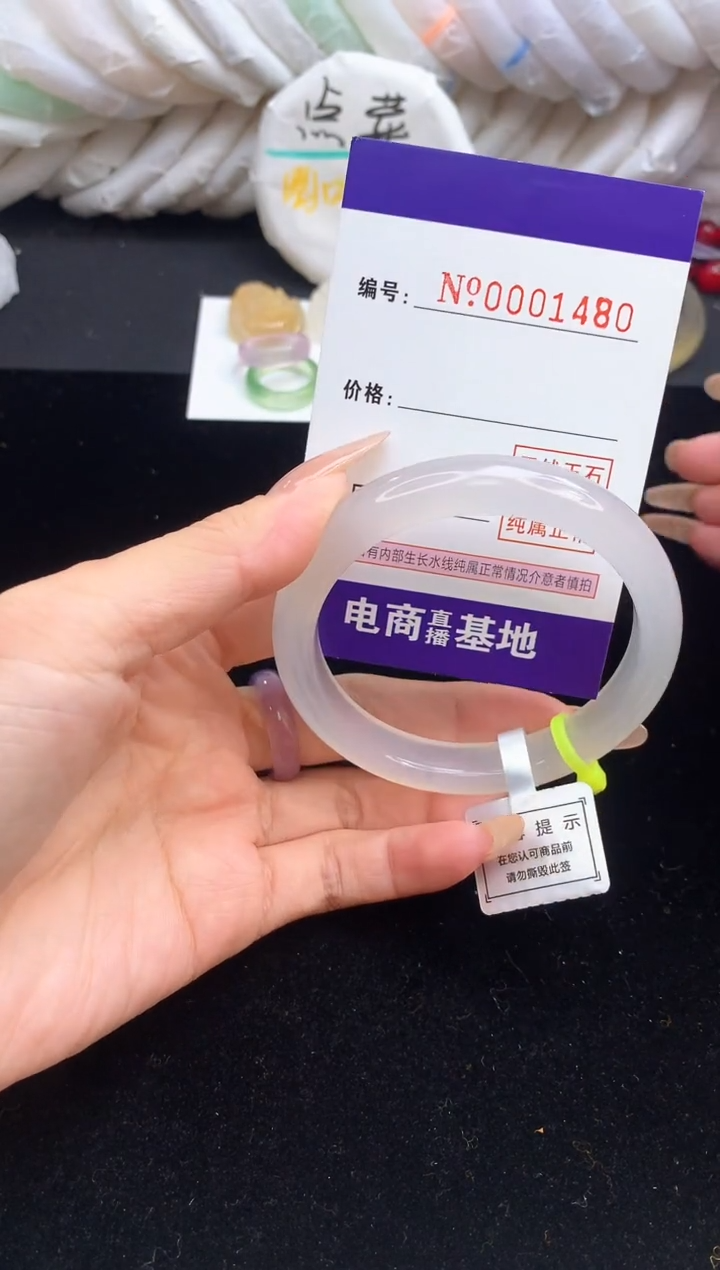 点
编号:
№0001480
价格:
正石
纯属正
有内部生长水线纯属正常情况介意者慎拍
电商直播基地
提示
在您认可商品前
请勿撕毁此签